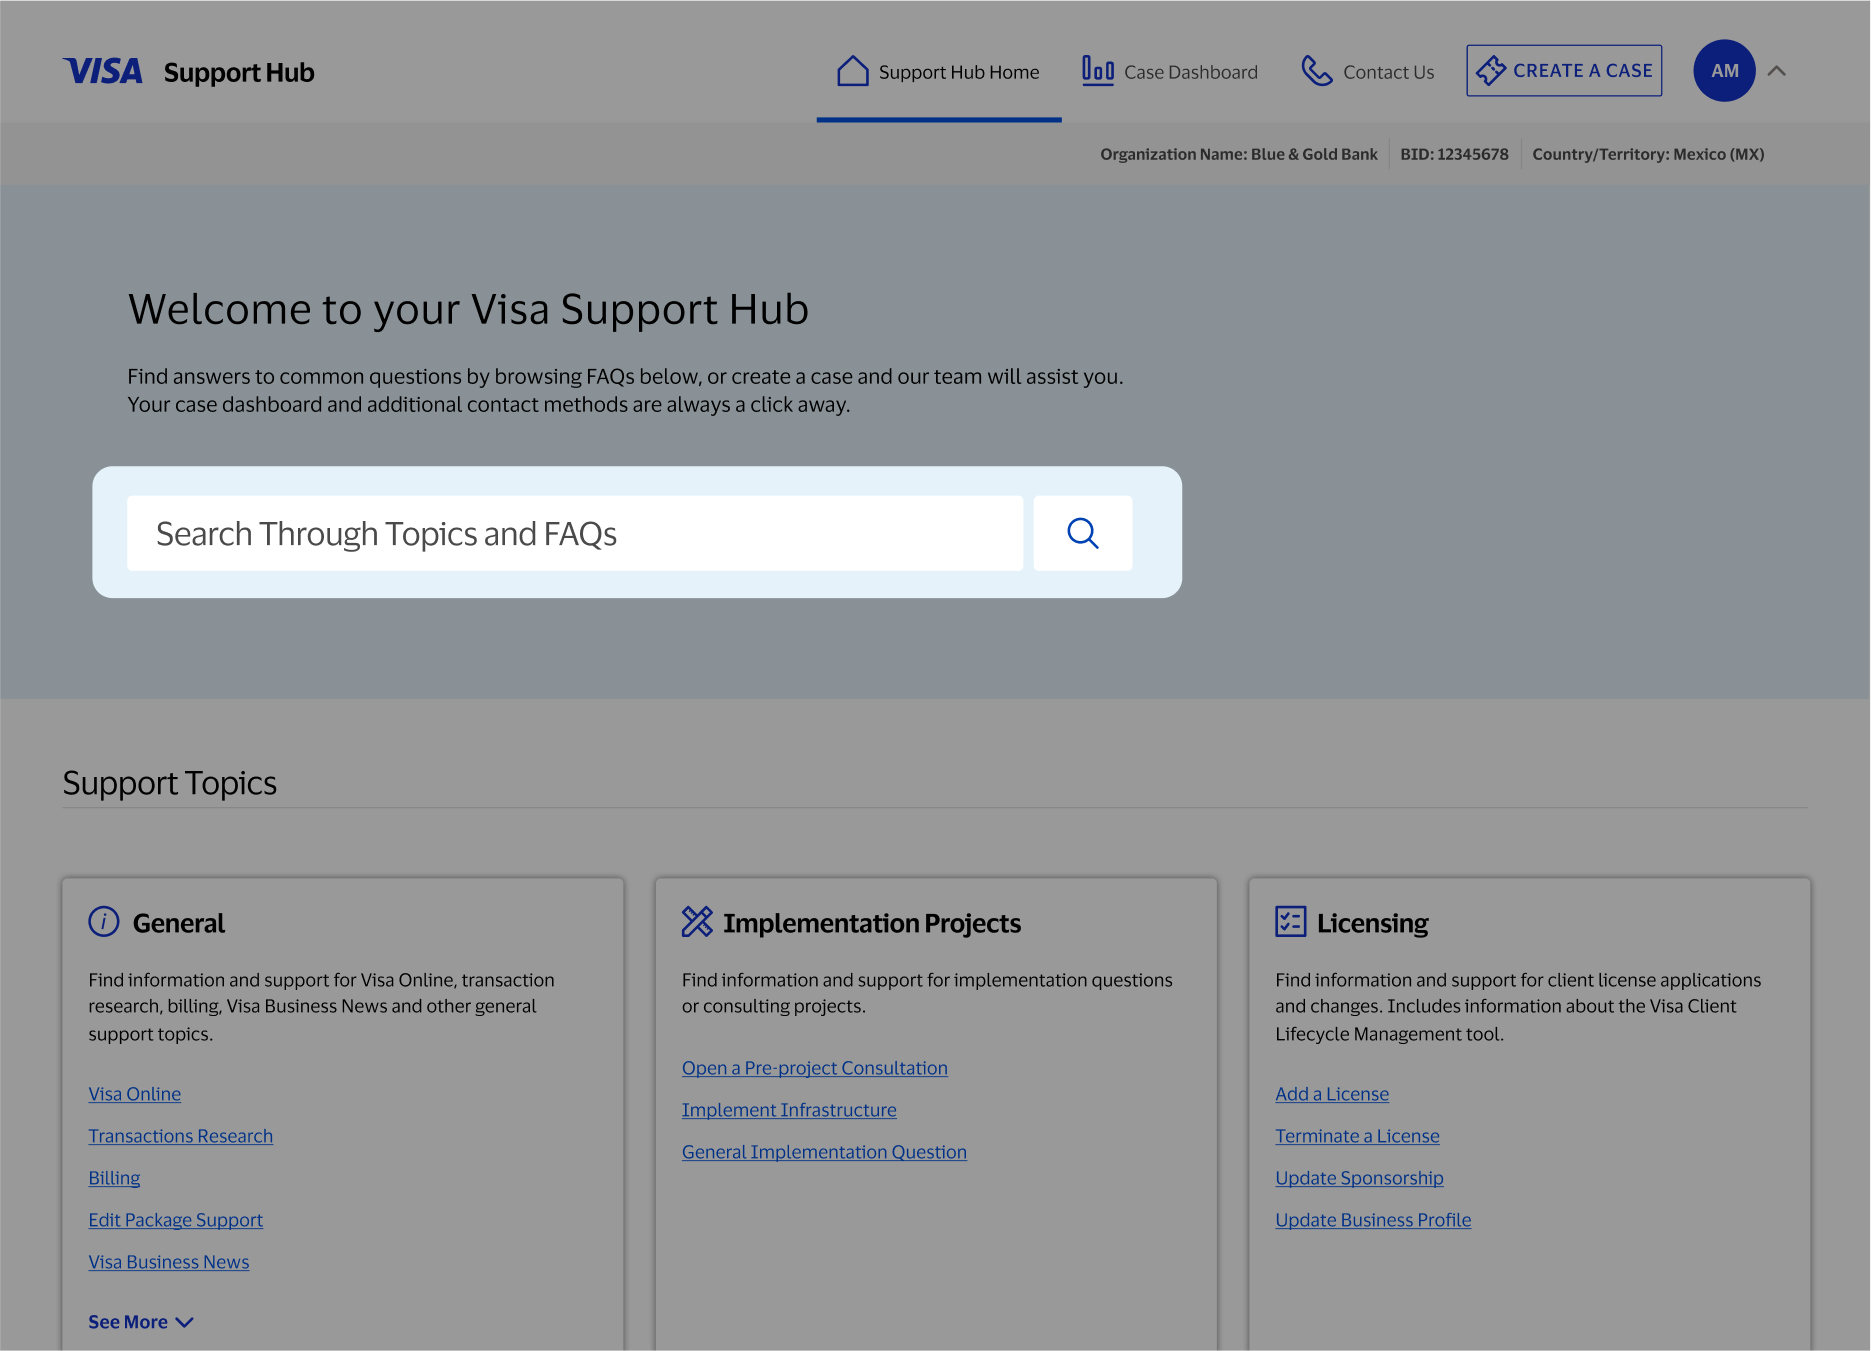 VISA Support Hub
Support Hub Home
Case Dashboard
Contact Us
CREATE A CASE
AM
Organization Name: Blue & Gold Bank
BID: 12345678
Country/Territory: Mexico (MX)
Welcome to your Visa Support Hub
Find answers to common questions by browsing FAQs below, or create a case and our team will assist you.
Your case dashboard and additional contact methods are always a click away.
Search Through Topics and FAQs
Support Topics
General
Find information and support for Visa Online, transaction
research, billing, Visa Business News and other general
support topics.
Visa Online
Transactions Research
Billing
Edit Package Support
Visa Business News
See More
Implementation Projects
Find information and support for implementation questions
or consulting projects.
Open a Pre-project Consultation
Implement Infrastructure
General Implementation Question
Licensing
Find information and support for client license applications
and changes. Includes information about the Visa Client
Lifecycle Management tool.
Add a License
Terminate a License
Update Sponsorship
Update Business Profile